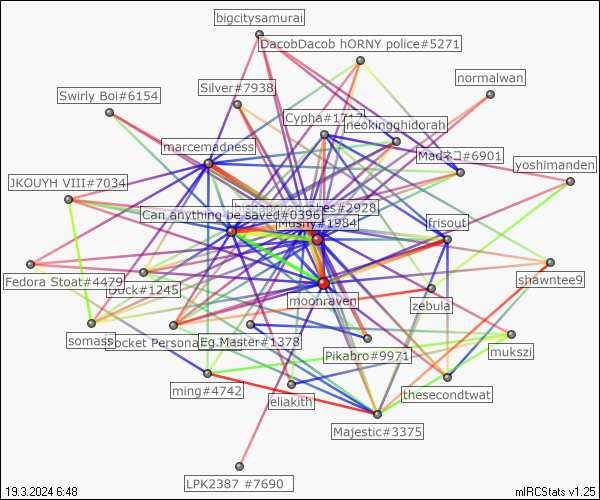 bigcitysamurai
DacobDacob hORNY police#5271
normalwan
Silver#7938
Swirly Boi#6154
Cypha#1717
neokingghidorah
marcemadness
Madネコ#6901
yoshimanden
JKOUYH VIII#7034
#2928
Can anything be saved#0396
Mushy#1984
frisout
Fedora Stoat#4479
Duck#1245
shawntee9
moonraven
zebula
somass
Pocket Persona
Eg.Master#1378
Pikabro#9971
mukszi
ming#4742
eliakith
thesecondtwat
Majestic#3375
LPK2387 #7690
19.3.2024 6:48
mIRCStats v1.25